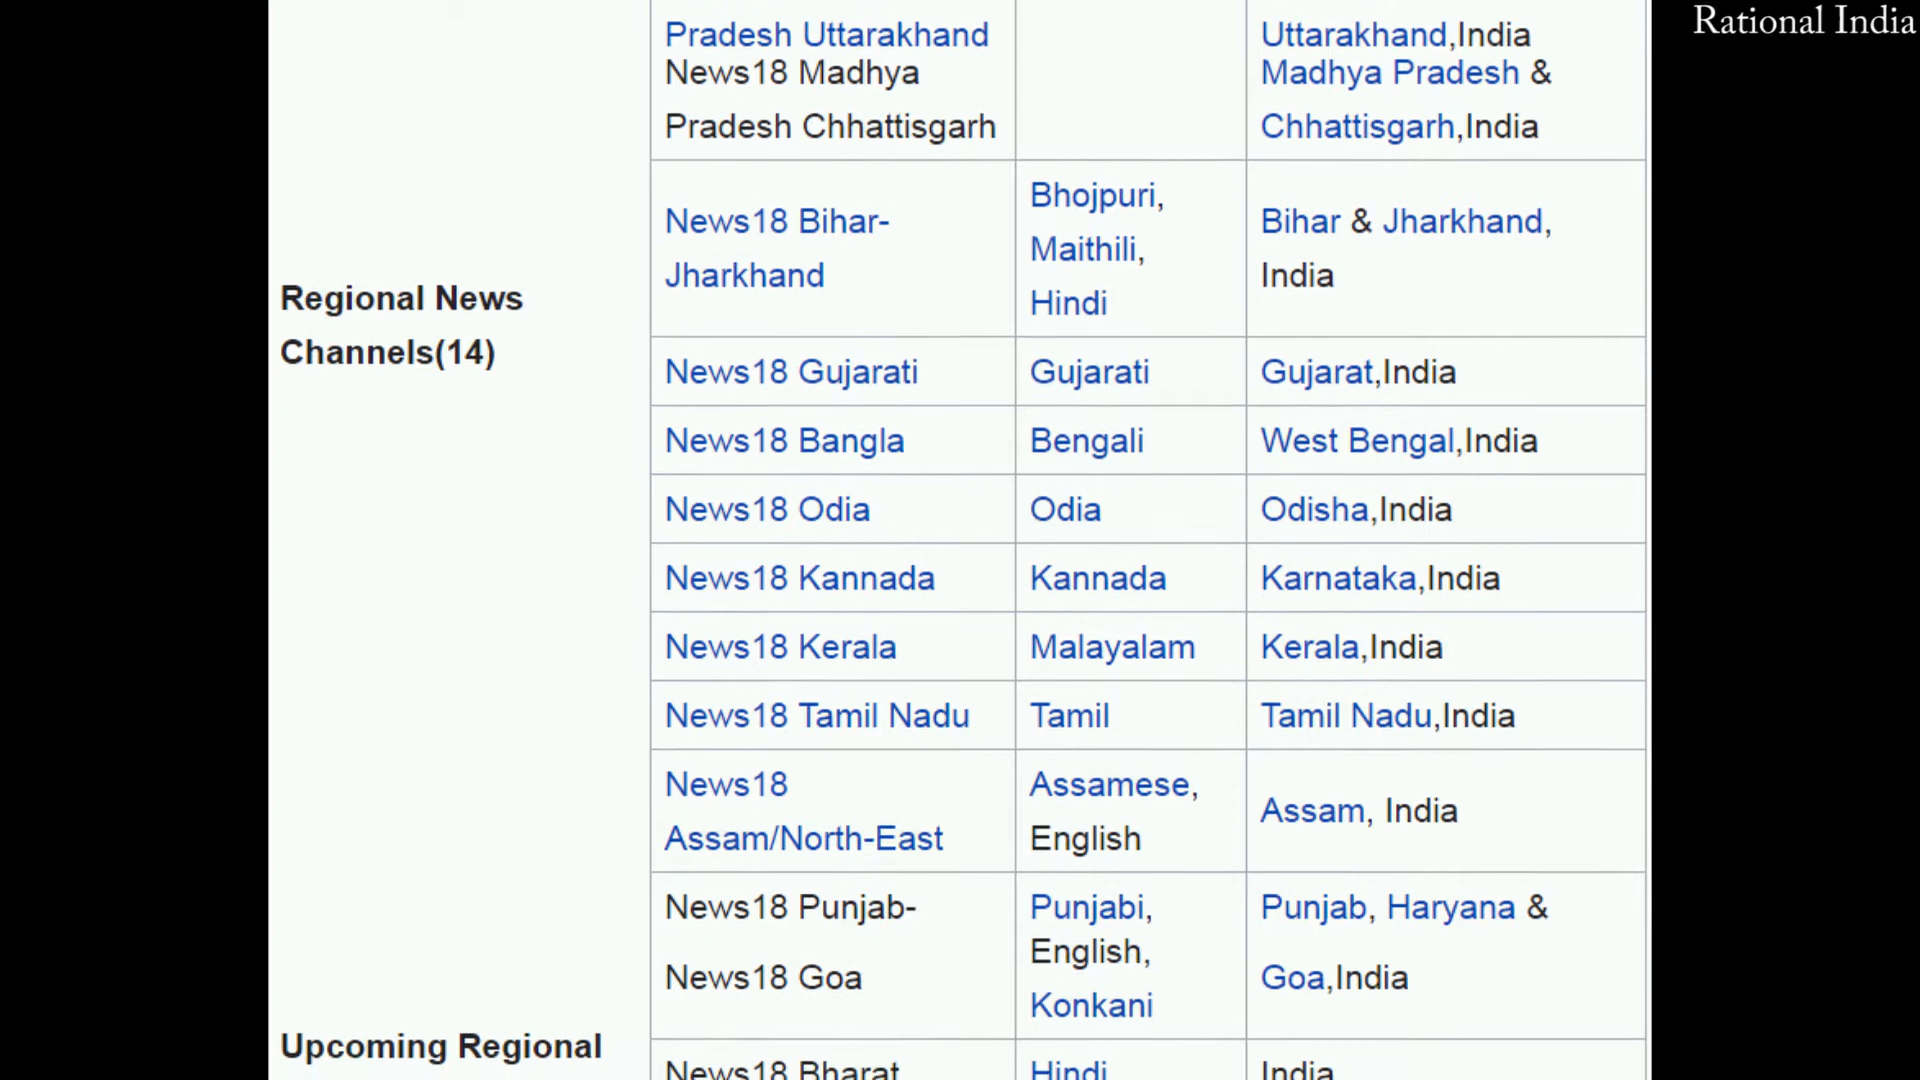 Rational India
Pradesh Uttarakhand
Uttarakhand,India
News18 Madhya
Madhya Pradesh &
Pradesh Chhattisgarh
Chhattisgarh,India
Regional News
Channels(14)
News18 Bihar-
Jharkhand
Bhojpuri,
Maithili,
Hindi
Bihar & Jharkhand,
India
News18 Gujarati
Gujarati
Gujarat,India
News18 Bangla
Bengali
West Bengal,India
News18 Odia
Odia
Odisha,India
News18 Kannada
Kannada
Karnataka,India
News18 Kerala
Malayalam
Kerala,India
News18 Tamil Nadu
Tamil
Tamil Nadu,India
News18
Assam/North-East
Assamese,
English
Assam, India
News18 Punjab-
News18 Goa
Punjabi,
English,
Konkani
Punjab, Haryana &
Goa,India
Upcoming Regional
News18 Bharat
Hindi
India